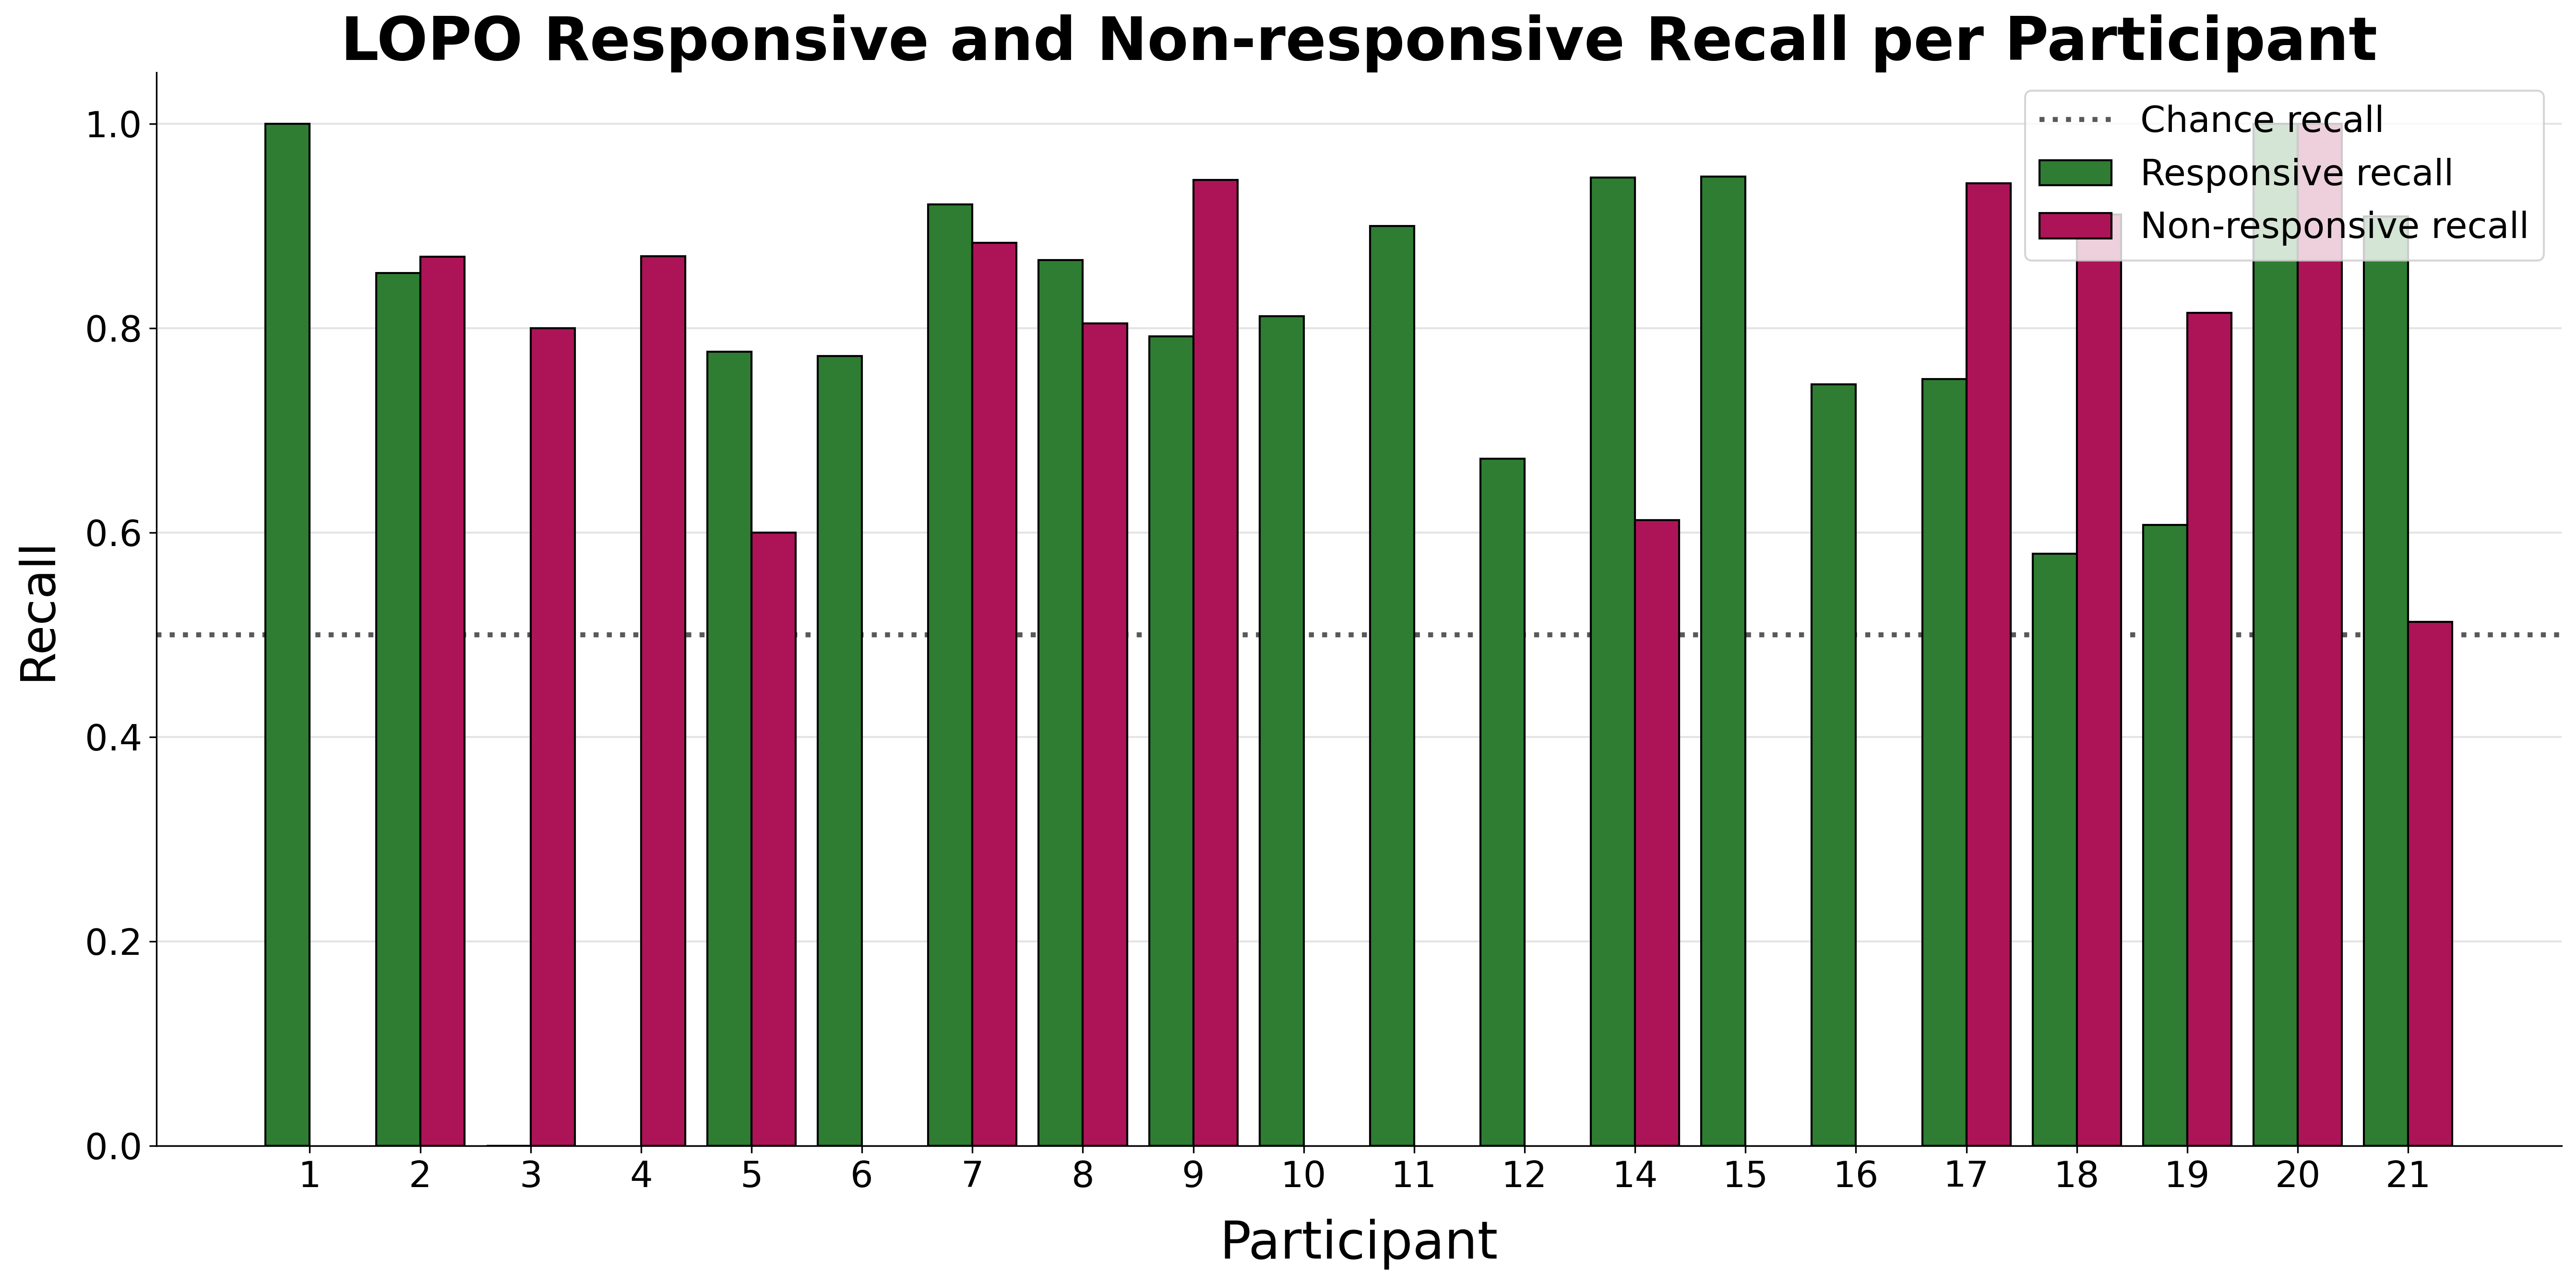 LOPO Responsive and Non-responsive Recall per Participant
Chance recall
Responsive recall
Non-responsive recall
1.0
0.8
0.6
0.4
0.2
0.0
Recall
1 2 3 4 5 6 7 8 9 10 11 12 14 15 16 17 18 19 20 21
Participant